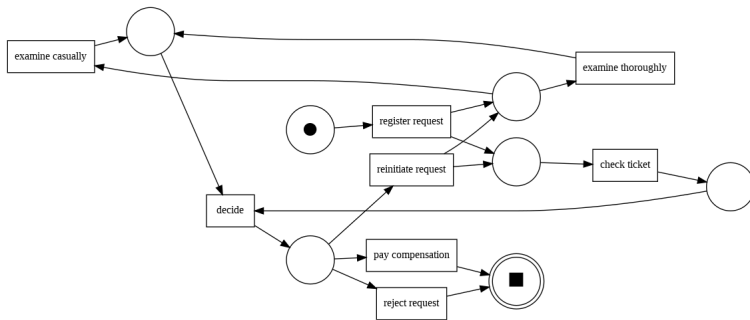 examine casually
examine thoroughly
register request
reinitiate request
check ticket
decide
pay compensation
reject request